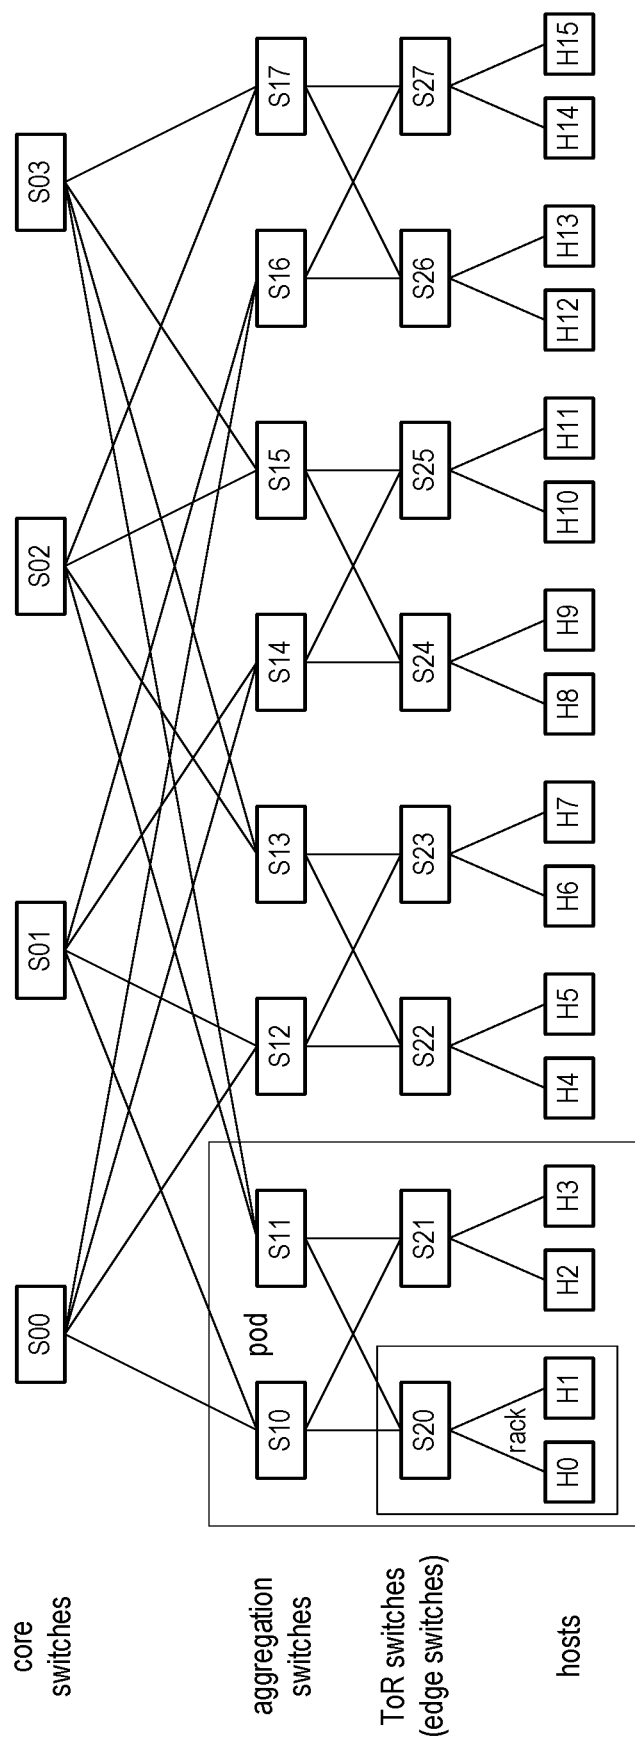 core
switches
S00
S01
S02
S03
aggregation
switches
pod
S10
S11
S12
S13
S14
S15
S16
S17
ToR switches
(edge switches)
S20
S21
S22
S23
S24
S25
S26
S27
rack
hosts
H0
H1
H2
H3
H4
H5
H6
H7
H8
H9
H10
H11
H12
H13
H14
H15